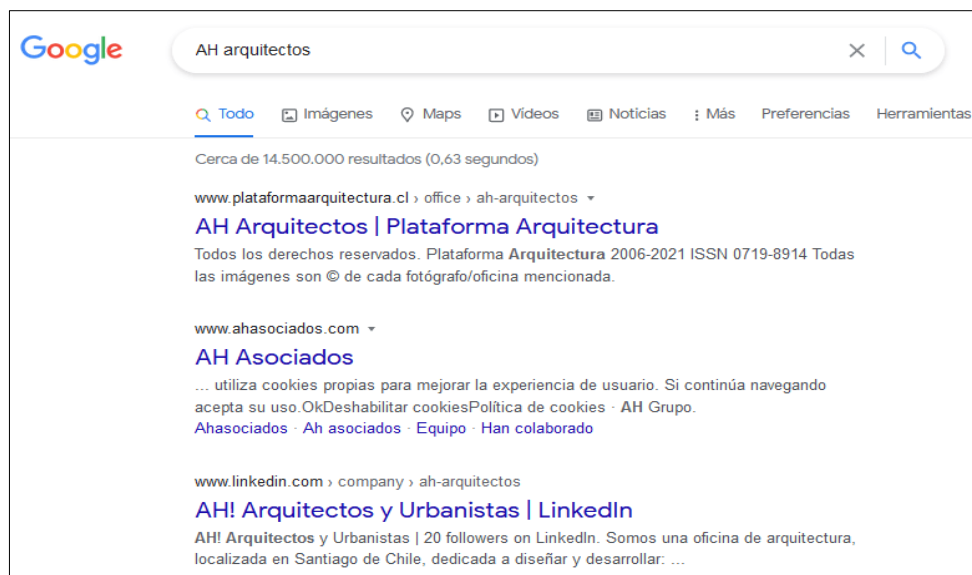 Google
AH arquitectos
Todo Imágenes Maps Vídeos Noticias Más Preferencias Herramientas
Cerca de 14.500.000 resultados (0,63 segundos)
www.plataformaarquitectura.cl › office › ah-arquitectos
AH Arquitectos | Plataforma Arquitectura
Todos los derechos reservados. Plataforma Arquitectura 2006-2021 ISSN 0719-8914 Todas
las imágenes son © de cada fotógrafo/oficina mencionada.
www.ahasociados.com
AH Asociados
... utiliza cookies propias para mejorar la experiencia de usuario. Si continúa navegando
acepta su uso.OkDeshabilitar cookiesPolítica de cookies · AH Grupo.
Ahasociados · Ah asociados · Equipo · Han colaborado
www.linkedin.com › company › ah-arquitectos
AH! Arquitectos y Urbanistas | LinkedIn
AH! Arquitectos y Urbanistas | 20 followers on LinkedIn. Somos una oficina de arquitectura,
localizada en Santiago de Chile, dedicada a diseñar y desarrollar: ...